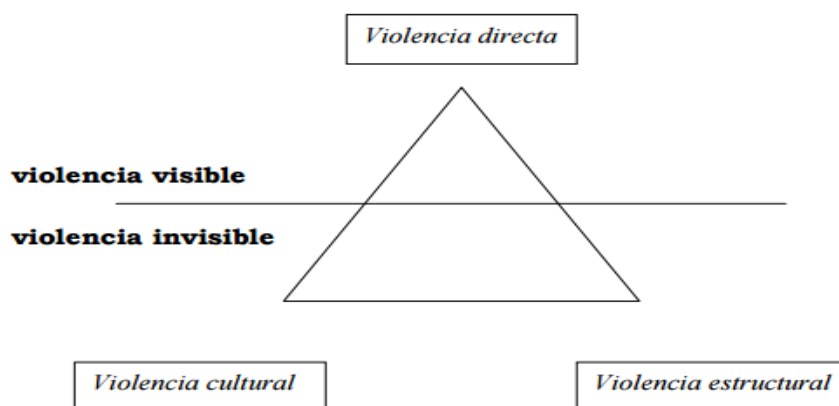 Violencia directa
violencia visible
violencia invisible
Violencia cultural
Violencia estructural